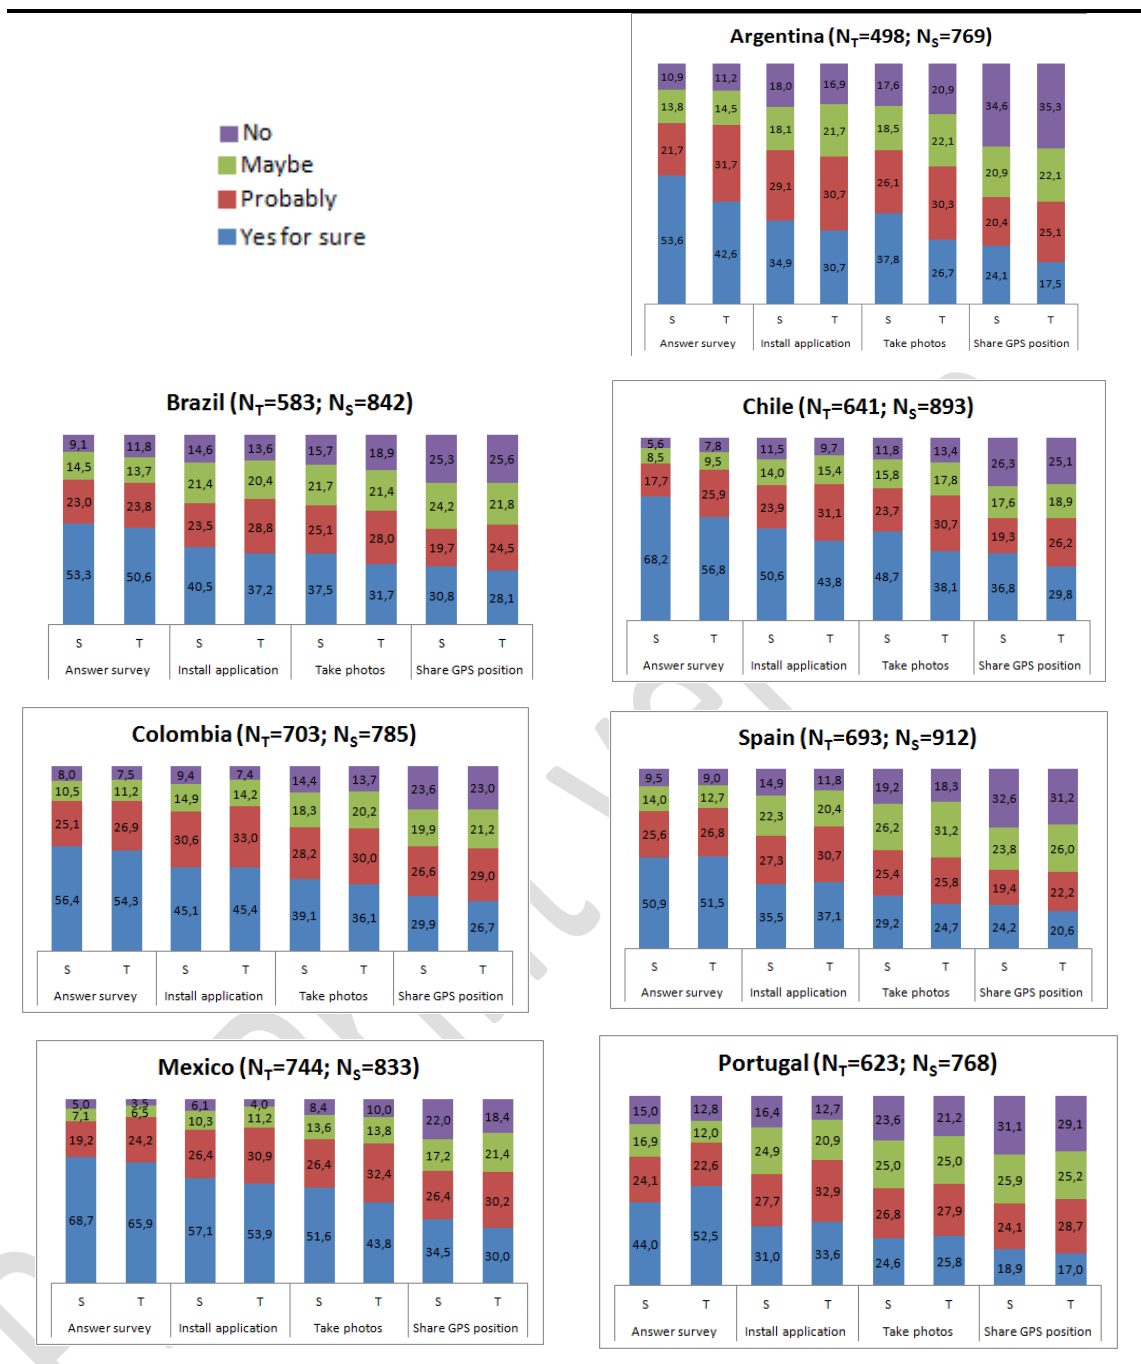 Argentina (NT=498; NS=769)
10,9 11,2 18,0 16,9 17,6 20,9 34,6 35,3
13,8 14,5 18,1 21,7 18,5 22,1 20,9 22,1
21,7 31,7 29,1 30,7 26,1 30,3 20,4 25,1
53,6 42,6 34,9 30,7 37,8 26,7 24,1 17,5
S T S T S T S T
Answer survey Install application Take photos Share GPS position
No
Maybe
Probably
Yes for sure
Brazil (NT=583; NS=842)
9,1 11,8 14,6 13,6 15,7 18,9 25,3 25,6
14,5 13,7 21,4 20,4 21,7 21,4 24,2 21,8
23,0 23,8 23,5 28,8 25,1 28,0 19,7 24,5
53,3 50,6 40,5 37,2 37,5 31,7 30,8 28,1
S T S T S T S T
Answer survey Install application Take photos Share GPS position
Chile (NT=641; NS=893)
5,6 7,8 11,5 9,7 11,8 13,4 26,3 25,1
8,5 9,5 14,0 15,4 15,8 17,8 17,6 18,9
17,7 25,9 23,9 31,1 23,7 30,7 19,3 26,2
68,2 56,8 50,6 43,8 48,7 38,1 36,8 29,8
S T S T S T S T
Answer survey Install application Take photos Share GPS position
Colombia (NT=703; NS=785)
8,0 7,5 9,4 7,4 14,4 13,7 23,6 23,0
10,5 11,2 14,9 14,2 18,3 20,2 19,9 21,2
25,1 26,9 30,6 33,0 28,2 30,0 26,6 29,0
56,4 54,3 45,1 45,4 39,1 36,1 29,9 26,7
S T S T S T S T
Answer survey Install application Take photos Share GPS position
Spain (NT=693; NS=912)
9,5 9,0 14,9 11,8 19,2 18,3 32,6 31,2
14,0 12,7 22,3 20,4 26,2 31,2 23,8 26,0
25,6 26,8 27,3 30,7 25,4 25,8 19,4 22,2
50,9 51,5 35,5 37,1 29,2 24,7 24,2 20,6
S T S T S T S T
Answer survey Install application Take photos Share GPS position
Mexico (NT=744; NS=833)
5,0 3,5 6,1 4,0 8,4 10,0 22,0 18,4
7,1 6,5 10,3 11,2 13,6 13,8 17,2 21,4
19,2 24,2 26,4 30,9 26,4 32,4 26,4 30,2
68,7 65,9 57,1 53,9 51,6 43,8 34,5 30,0
S T S T S T S T
Answer survey Install application Take photos Share GPS position
Portugal (NT=623; NS=768)
15,0 12,8 16,4 12,7 23,6 21,2 31,1 29,1
16,9 12,0 24,9 20,9 25,0 25,0 25,9 25,2
24,1 22,6 27,7 32,9 26,8 27,9 24,1 28,7
44,0 52,5 31,0 33,6 24,6 25,8 18,9 17,0
S T S T S T S T
Answer survey Install application Take photos Share GPS position